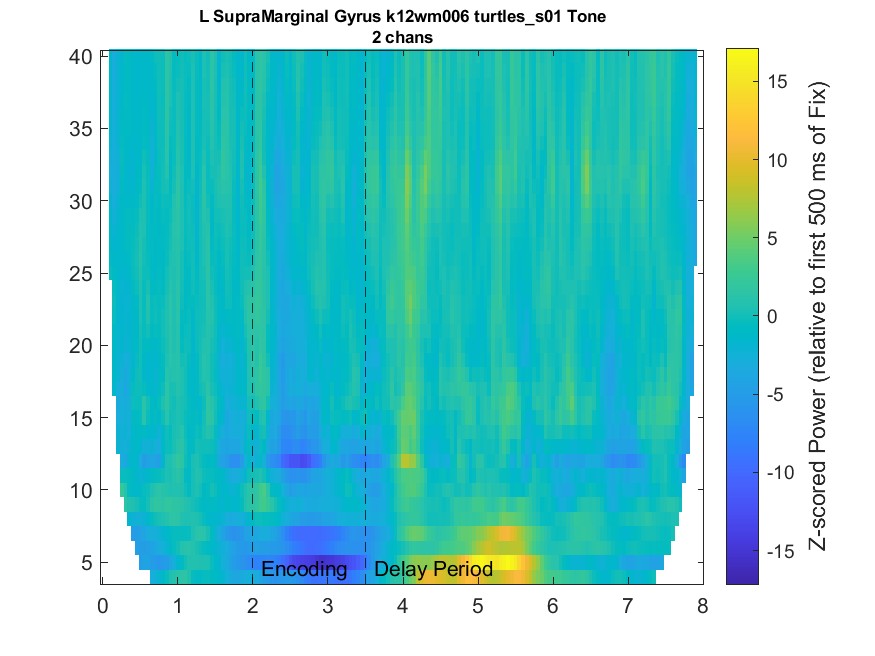 L SupraMarginal Gyrus k12wm006 turtles_s01 Tone
2 chans
40
35
30
25
20
15
10
5
Encoding
Delay Period
0 1 2 3 4 5 6 7 8
15
10
5
0
-5
-10
-15
Z-scored Power (relative to first 500 ms of Fix)